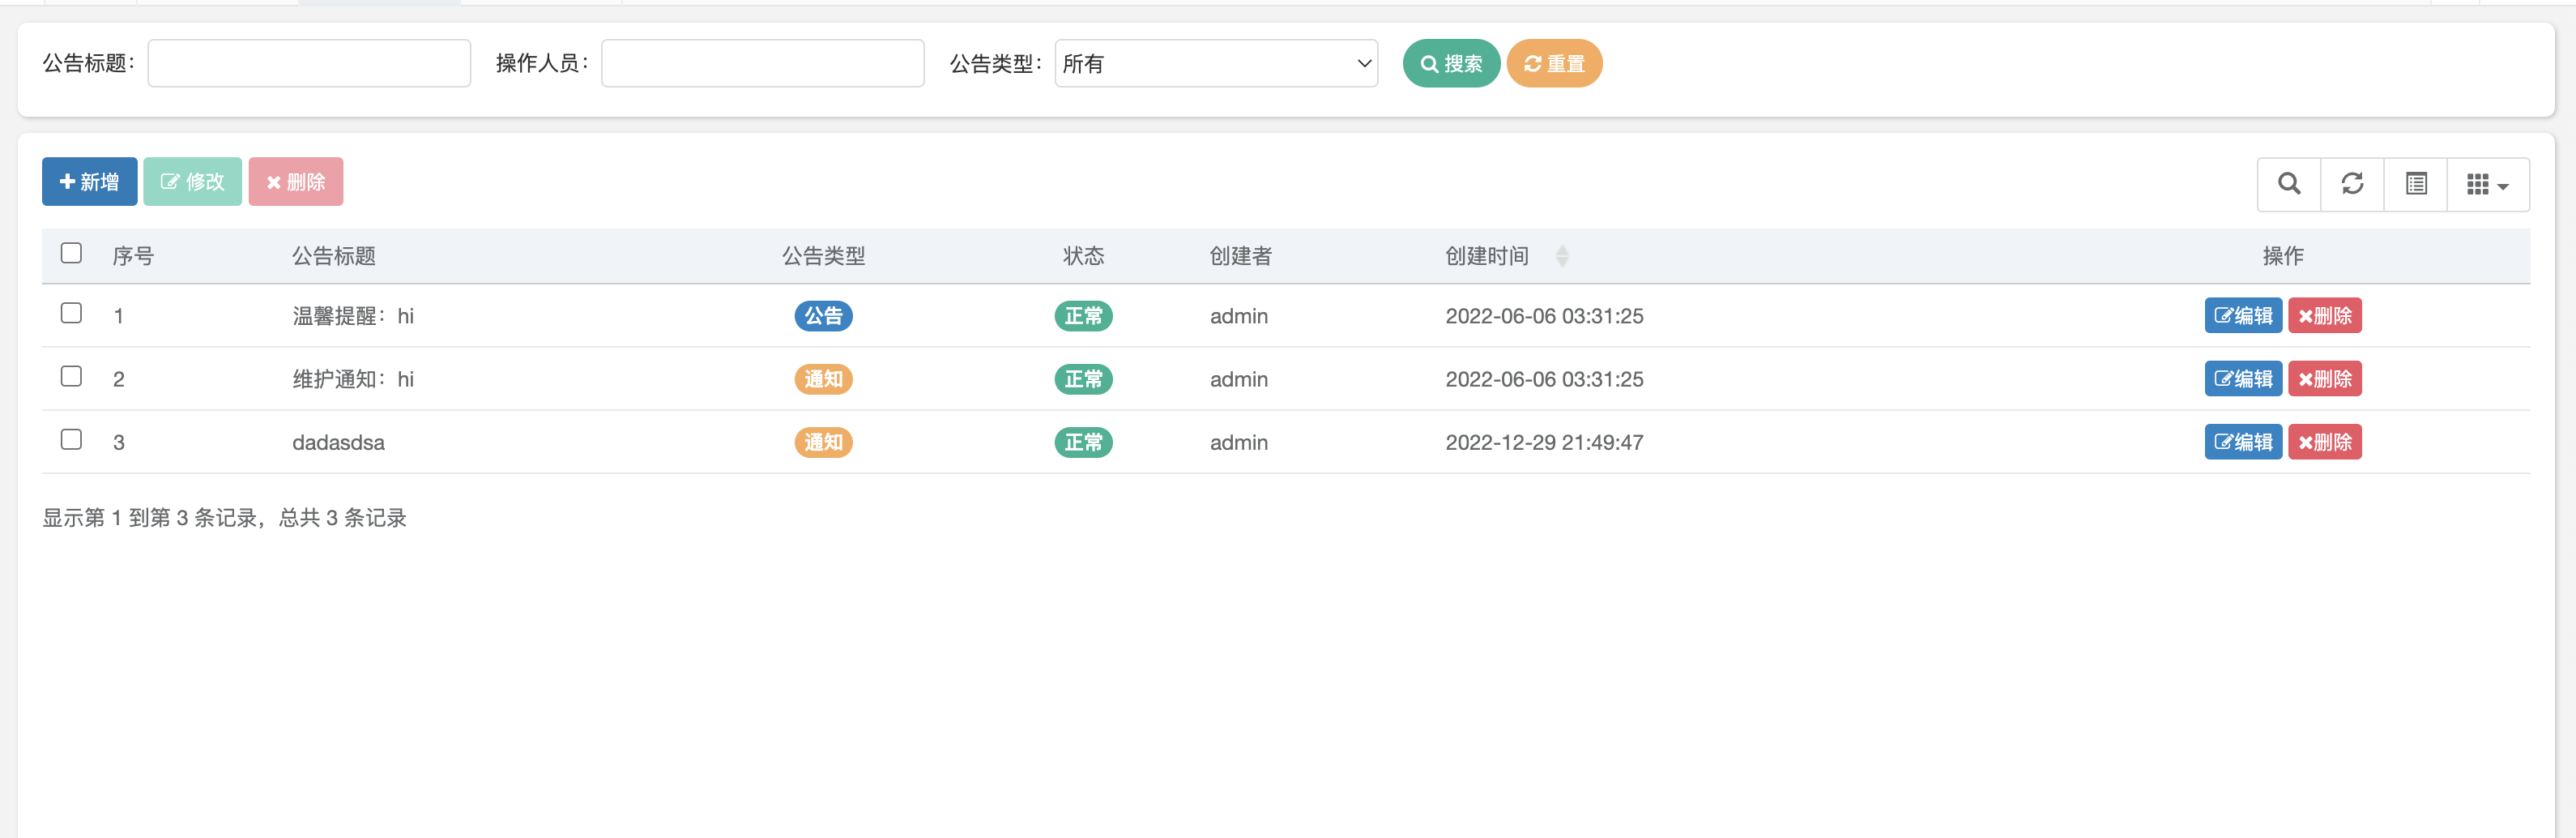 公告标题： 操作人员： 公告类型： 所有 搜索 重置
新增 修改 删除
序号 公告标题 公告类型 状态 创建者 创建时间 操作
1 温馨提醒：hi 公告 正常 admin 2022-06-06 03:31:25 编辑 删除
2 维护通知：hi 通知 正常 admin 2022-06-06 03:31:25 编辑 删除
3 dadasdsa 通知 正常 admin 2022-12-29 21:49:47 编辑 删除
显示第 1 到第 3 条记录，总共 3 条记录